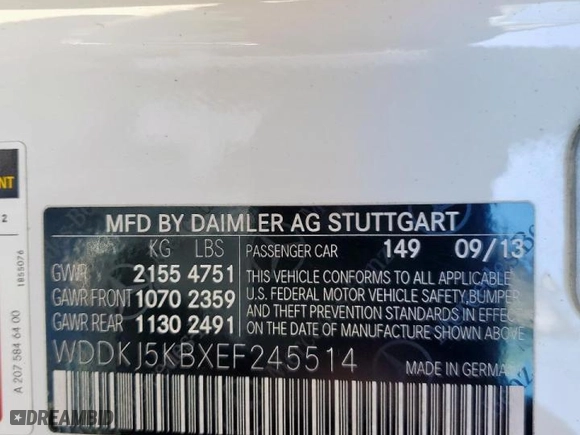 MFD BY DAIMLER AG STUTTGART
KG LBS PASSENGER CAR 149 09/13
GWR 2155 4751
GAWR FRONT 1070 2359
GAWR REAR 1130 2491
THIS VEHICLE CONFORMS TO ALL APPLICABLE
U.S. FEDERAL MOTOR VEHICLE SAFETY,BUMPER
AND THEFT PREVENTION STANDARDS IN EFFECT
ON THE DATE OF MANUFACTURE SHOWN ABOVE.
WDDKJ5KBXEF245514
MADE IN GERMANY
A 207 584 64 00
1855076
2
DREAMBID